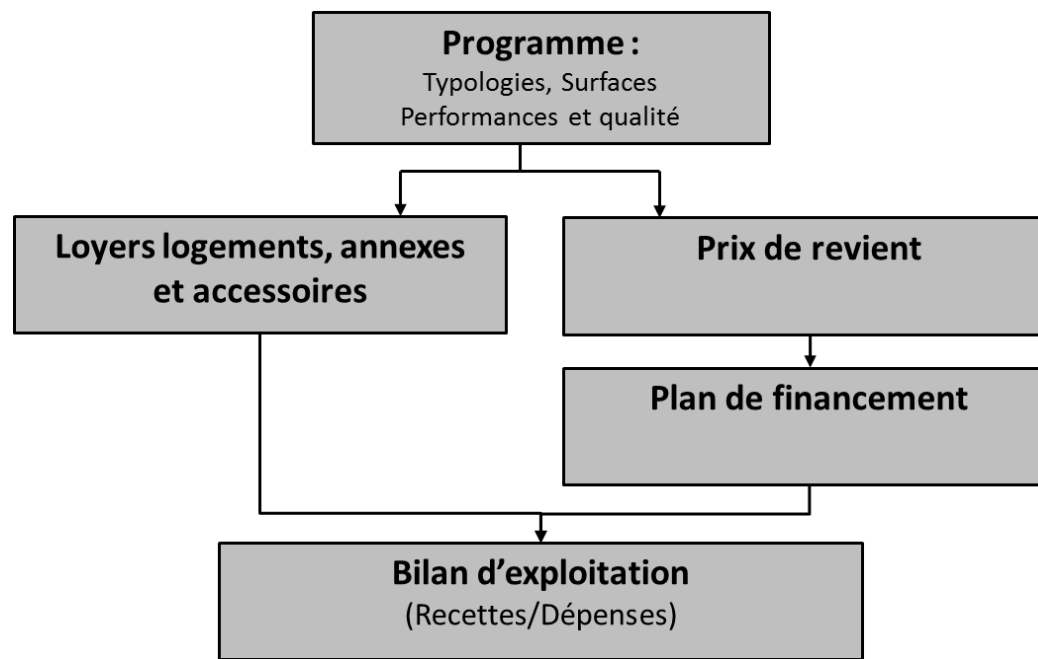 Programme :
Typologies, Surfaces
Performances et qualité
Loyers logements, annexes
et accessoires
Prix de revient
Plan de financement
Bilan d’exploitation
(Recettes/Dépenses)